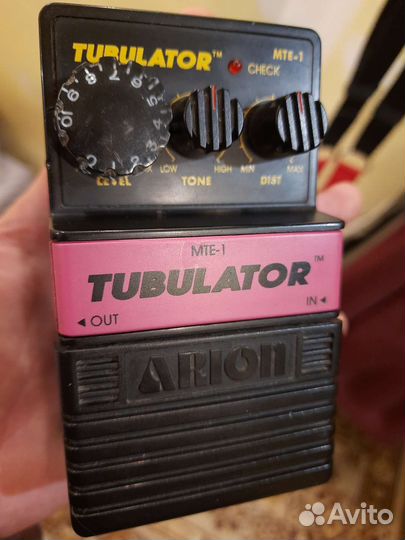 TUBULATOR™
MTE-1
CHECK
LEVEL
LOW TONE HIGH
MIN DIST MAX
MTE-1
TUBULATOR™
◄ OUT
IN ◄
ARION
Avito